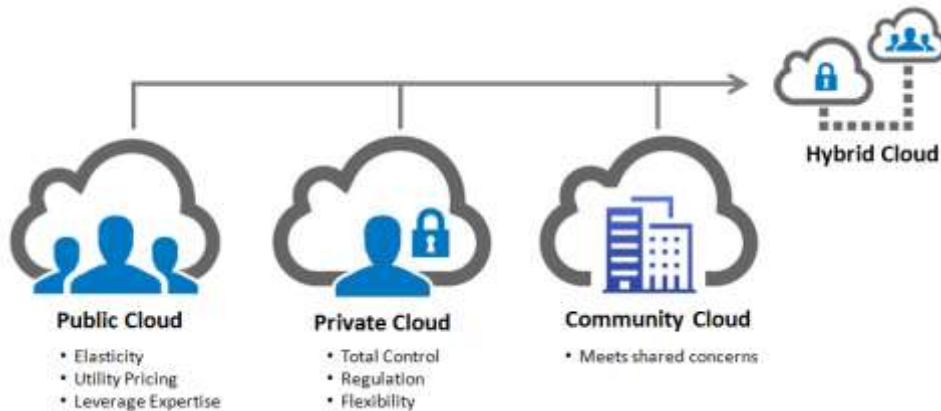 Hybrid Cloud
Public Cloud
• Elasticity
• Utility Pricing
• Leverage Expertise
Private Cloud
• Total Control
• Regulation
• Flexibility
Community Cloud
• Meets shared concerns